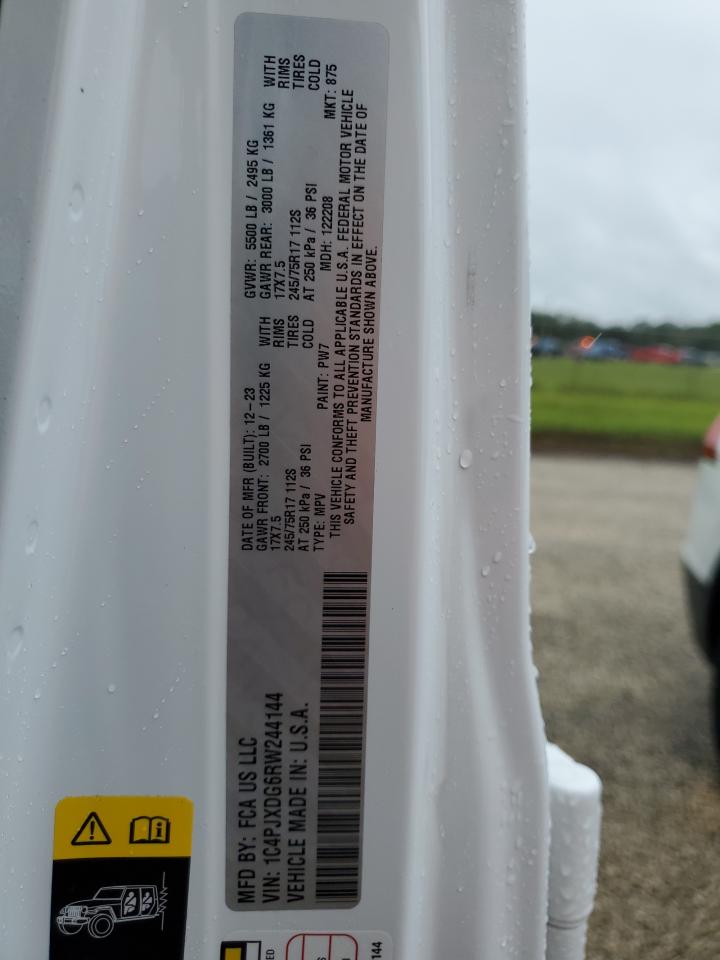 MFD BY: FCA US LLC
VIN: 1C4PJXDG6RW244144
VEHICLE MADE IN: U.S.A.
DATE OF MFR (BUILT): 12-23 GVWR: 5500 LB / 2495 KG
GAWR FRONT: 2700 LB / 1225 KG WITH GAWR REAR: 3000 LB / 1361 KG WITH
17X7.5 RIMS 17X7.5 RIMS
245/75R17 112S TIRES 245/75R17 112S TIRES
AT 250 kPa / 36 PSI COLD AT 250 kPa / 36 PSI COLD
TYPE: MPV PAINT: PW7 MDH: 122208 MKT: 875
THIS VEHICLE CONFORMS TO ALL APPLICABLE U.S.A. FEDERAL MOTOR VEHICLE
SAFETY AND THEFT PREVENTION STANDARDS IN EFFECT ON THE DATE OF
MANUFACTURE SHOWN ABOVE.
144